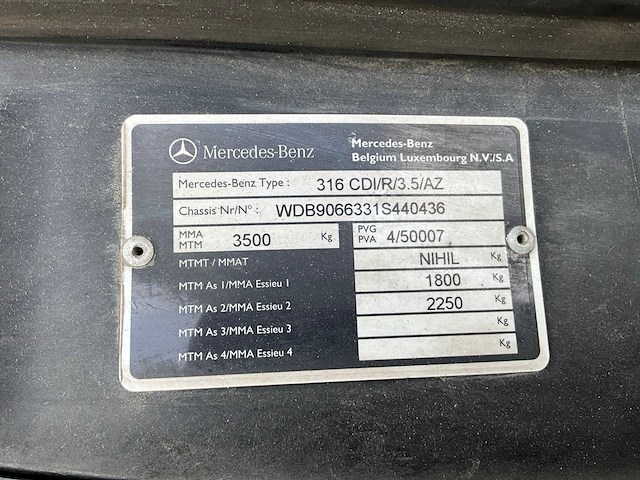 Mercedes-Benz
Mercedes-Benz
Belgium Luxembourg N.V./S.A
Mercedes-Benz Type : 316 CDI/R/3.5/AZ
Chassis Nr/N° : WDB9066331S440436
MMA
MTM 3500 Kg
PVG
PVA 4/50007
MTMT / MMAT NIHIL Kg
MTM As 1/MMA Essieu 1 1800 Kg
MTM As 2/MMA Essieu 2 2250 Kg
MTM As 3/MMA Essieu 3 Kg
MTM As 4/MMA Essieu 4 Kg